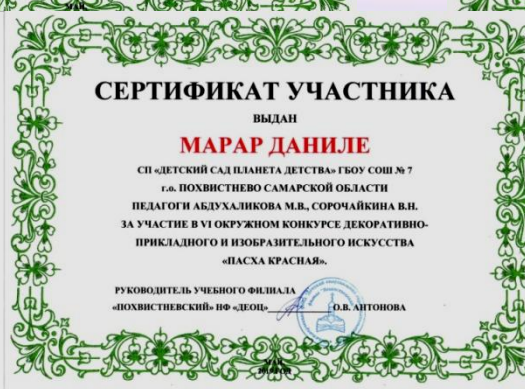 СЕРТИФИКАТ УЧАСТНИКА
ВЫДАН
МАРАР ДАНИЛЕ
СП «ДЕТСКИЙ САД ПЛАНЕТА ДЕТСТВА» ГБОУ СОШ № 7
г.о. ПОХВИСТНЕВО САМАРСКОЙ ОБЛАСТИ
ПЕДАГОГИ АБДУХАЛИКОВА М.В., СОРОЧАЙКИНА В.Н.
ЗА УЧАСТИЕ В VI ОКРУЖНОМ КОНКУРСЕ ДЕКОРАТИВНО-
ПРИКЛАДНОГО И ИЗОБРАЗИТЕЛЬНОГО ИСКУССТВА
«ПАСХА КРАСНАЯ».
РУКОВОДИТЕЛЬ УЧЕБНОГО ФИЛИАЛА
«ПОХВИСТНЕВСКИЙ» НФ «ДЕОЦ» О.В. АНТОНОВА
МАЙ